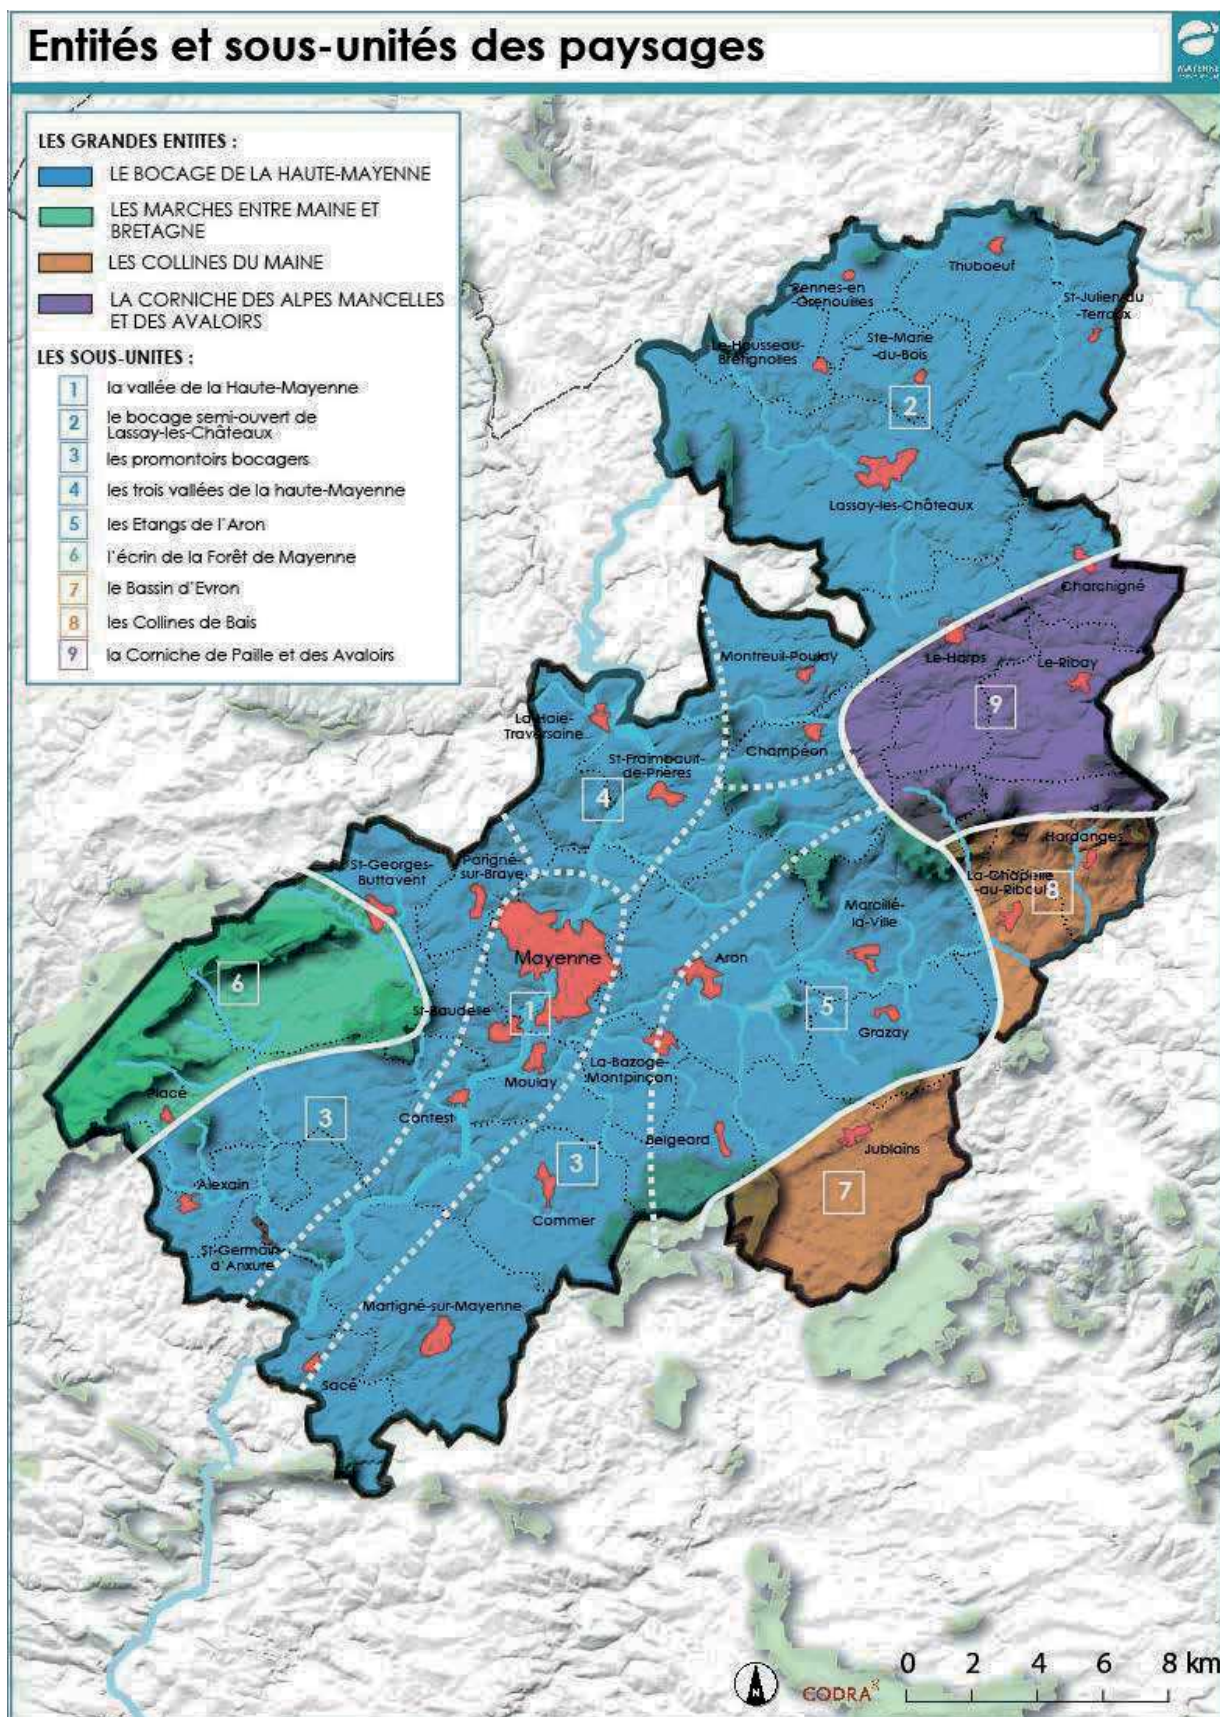 Entités et sous-unités des paysages
MAYENNE
LES GRANDES ENTITES :
LE BOCAGE DE LA HAUTE-MAYENNE
LES MARCHES ENTRE MAINE ET
BRETAGNE
LES COLLINES DU MAINE
LA CORNICHE DES ALPES MANCELLES
ET DES AVALOIRS
LES SOUS-UNITES :
1 la vallée de la Haute-Mayenne
2 le bocage semi-ouvert de
Lassay-les-Châteaux
3 les promontoirs bocagers
4 les trois vallées de la haute-Mayenne
5 les Etangs de l'Aron
6 l'écrin de la Forêt de Mayenne
7 le Bassin d'Evron
8 les Collines de Bais
9 la Corniche de Paille et des Avaloirs
Thuboeuf
Rennes-en
-Grenouilles
St-Julien-du
-Terroux
Le-Housseau-
Brétignolles
Ste-Marie
-du-Bois
2
Lassay-les-Châteaux
Charchigné
Montreuil-Poulay
Le-Horps
Le-Ribay
9
La-Haie-
Traversaine
Champéon
St-Fraimbault-
de-Prières
4
Hardanges
St-Georges-
Buttavent
Parigné-
sur-Braye
La-Chapelle
-au-Riboul
8
Marcillé-
la-Ville
Mayenne
Aron
6
St-Baudelle
1
5
Grazay
La-Bazoge-
Montpinçon
Moulay
Placé
3
Contest
Belgeard
Jublains
3
7
Alexain
Commer
St-Germain
d'Anxure
Martigné-sur-Mayenne
Sacé
0 2 4 6 8 km
N
CODRA